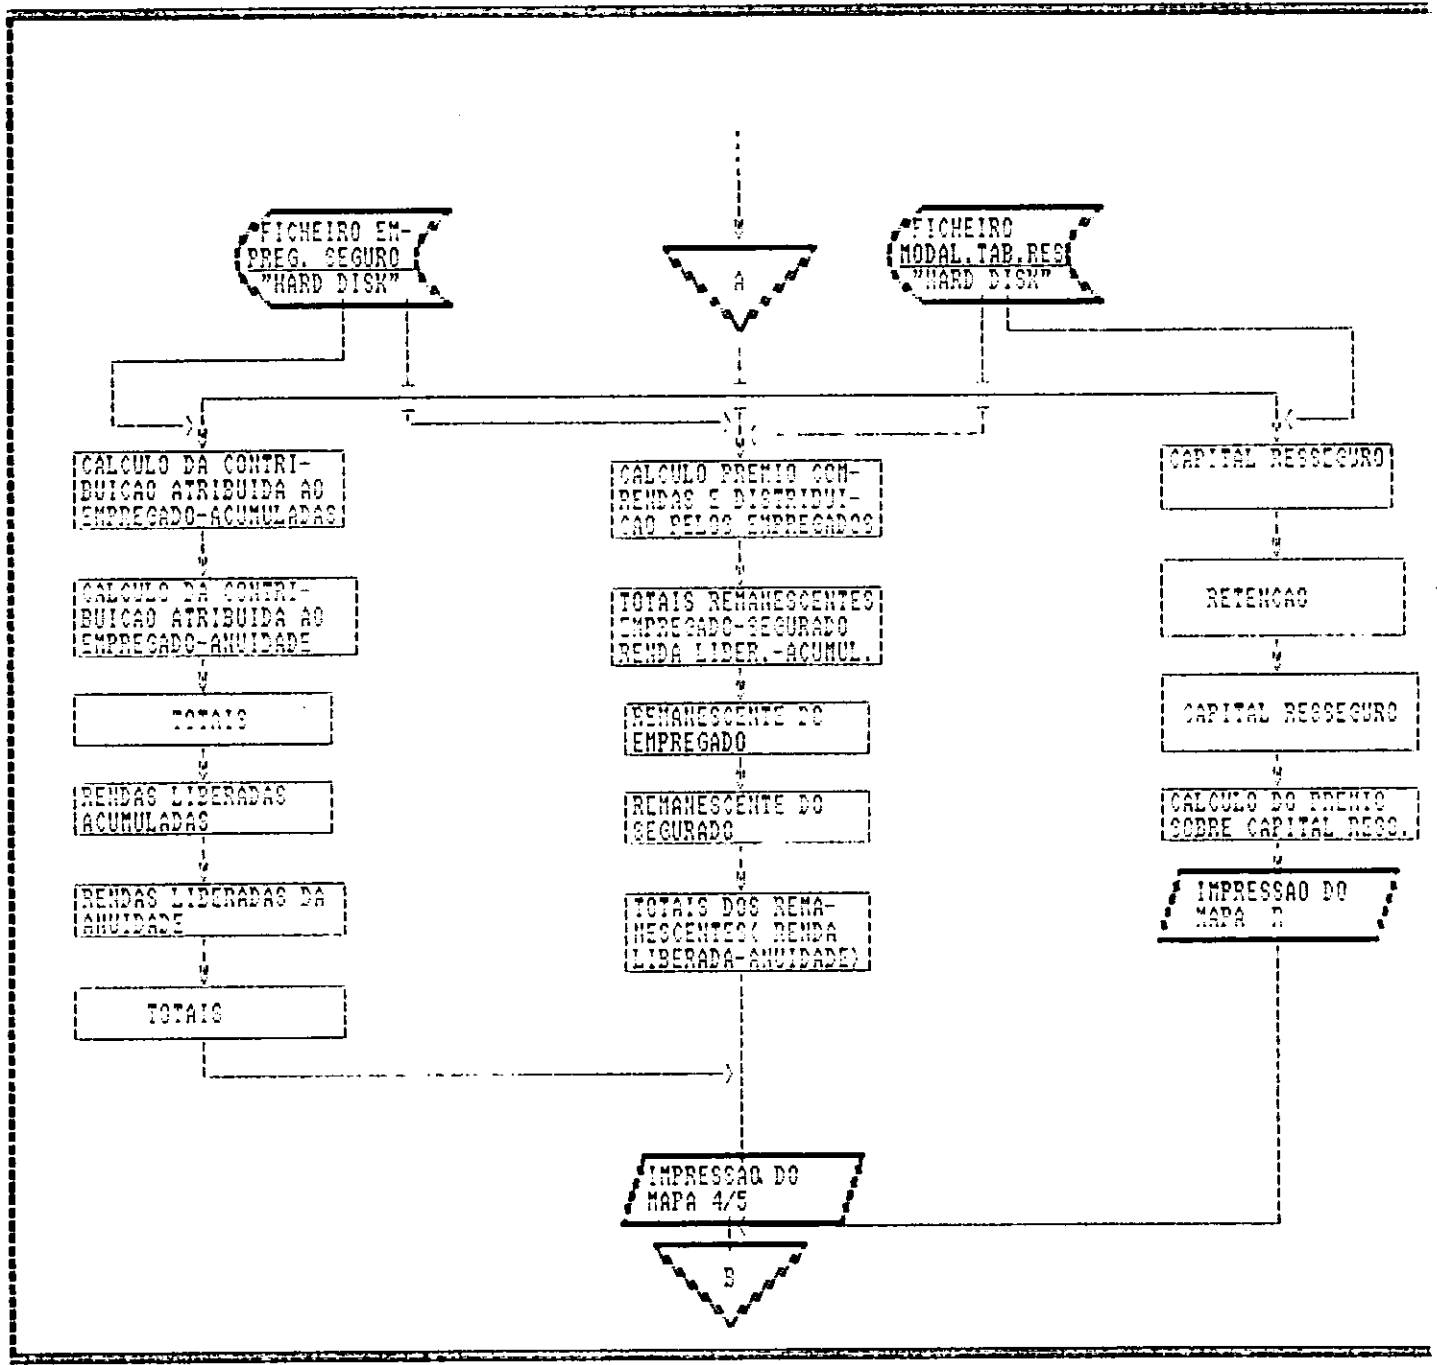 FICHEIRO EM-
PREG. SEGURO
"HARD DISK"
A
FICHEIRO
MODAL.TAB.RES
"HARD DISK"
CALCULO DA CONTRI-
BUICAO ATRIBUIDA AO
EMPREGADO-ACUMULADAS
CALCULO DA CONTRI-
BUICAO ATRIBUIDA AO
EMPREGADO-ANUIDADE
TOTAIS
RENDAS LIBERADAS
ACUMULADAS
RENDAS LIBERADAS DA
ANUIDADE
TOTAIS
CALCULO PREMIO COM-
RENDAS E DISTRIBUI-
CAO PELOS EMPREGADOS
TOTAIS REMANESCENTES
EMPREGADO-SEGURADO
RENDA LIBER.-ACUMUL.
REMANESCENTE DO
EMPREGADO
REMANESCENTE DO
SEGURADO
TOTAIS DOS REMA-
NESCENTES( RENDA
LIBERADA-ANUIDADE)
CAPITAL RESSEGURO
RETENCAO
CAPITAL RESSEGURO
CALCULO DO PREMIO
SOBRE CAPITAL RESS.
IMPRESSAO DO
MAPA R
IMPRESSAO DO
MAPA 4/5
B